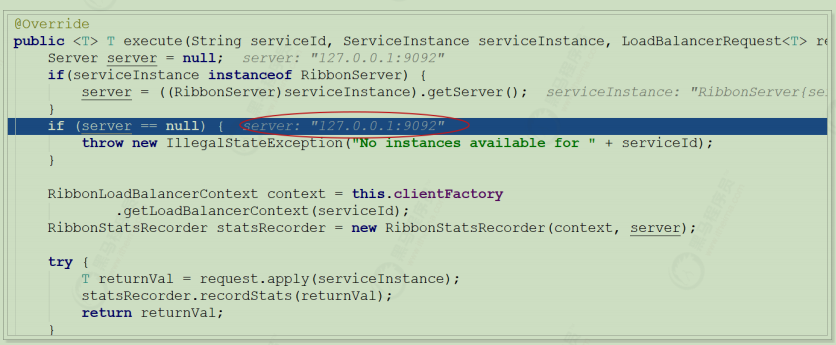 @Override
public <T> T execute(String serviceId, ServiceInstance serviceInstance, LoadBalancerRequest<T> re
Server server = null;  server: "127.0.0.1:9092"
if(serviceInstance instanceof RibbonServer) {
server = ((RibbonServer)serviceInstance).getServer();  serviceInstance: "RibbonServer{se
}
if (server == null) {  server: "127.0.0.1:9092"
throw new IllegalStateException("No instances available for " + serviceId);
}
RibbonLoadBalancerContext context = this.clientFactory
.getLoadBalancerContext(serviceId);
RibbonStatsRecorder statsRecorder = new RibbonStatsRecorder(context, server);
try {
T returnVal = request.apply(serviceInstance);
statsRecorder.recordStats(returnVal);
return returnVal;
}